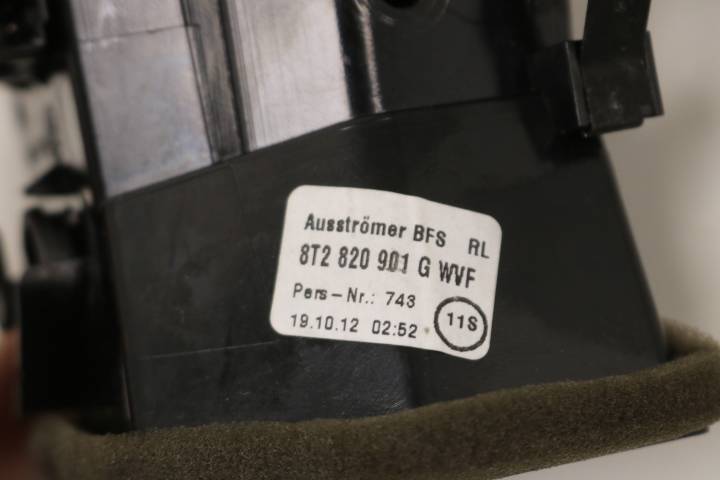 Ausströmer BFS RL
8T2 820 901 G WVF
Pers-Nr.: 743
19.10.12 02:52
11S